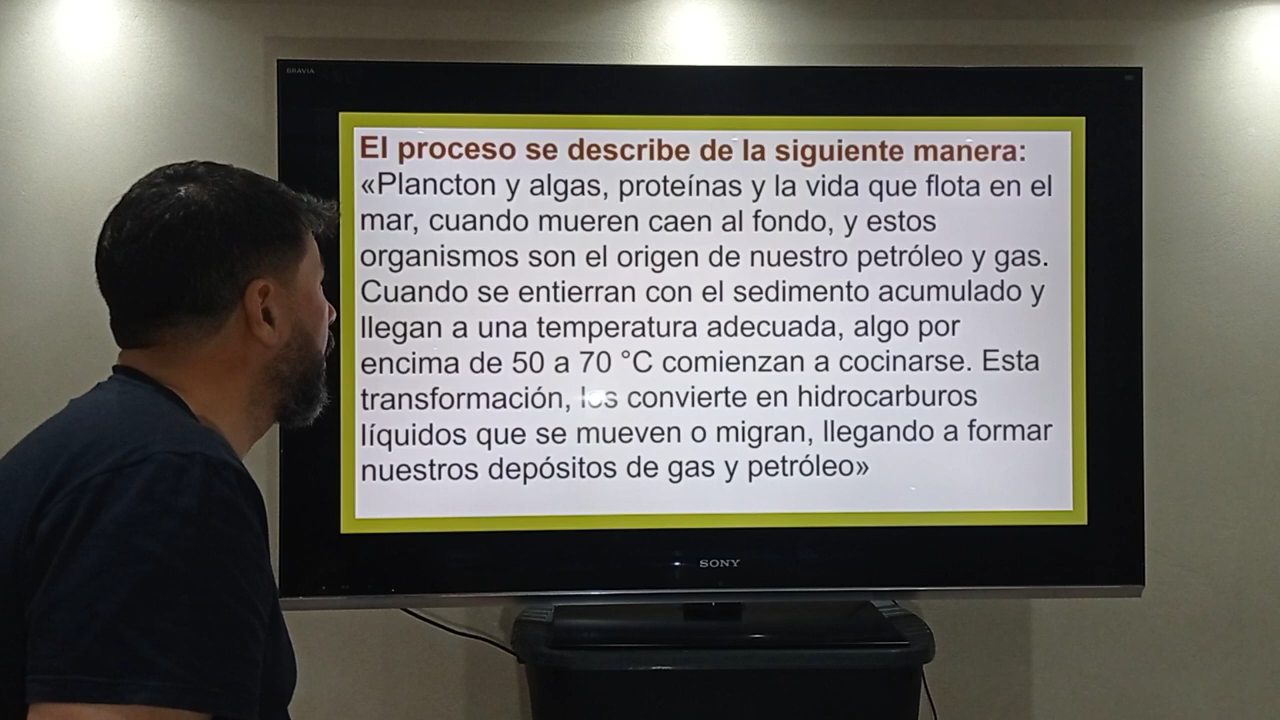 BRAVIA
El proceso se describe de la siguiente manera:
«Plancton y algas, proteínas y la vida que flota en el
mar, cuando mueren caen al fondo, y estos
organismos son el origen de nuestro petróleo y gas.
Cuando se entierran con el sedimento acumulado y
llegan a una temperatura adecuada, algo por
encima de 50 a 70 °C comienzan a cocinarse. Esta
transformación, los convierte en hidrocarburos
líquidos que se mueven o migran, llegando a formar
nuestros depósitos de gas y petróleo»
SONY